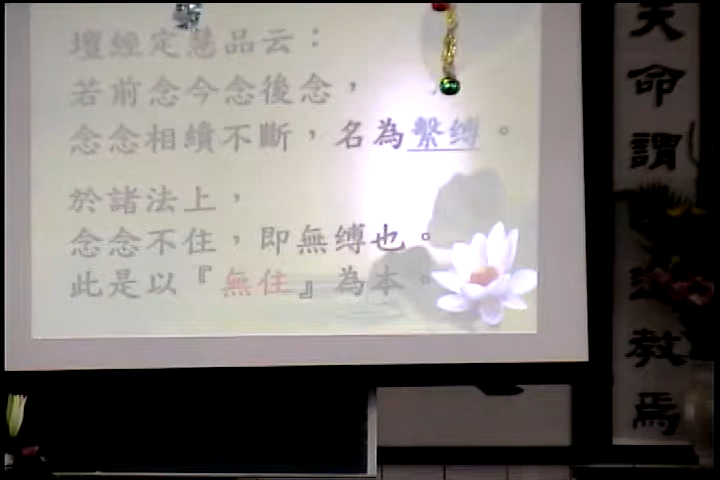 壇經定慧品云：
若前念今念後念，
念念相續不斷，名為繫缚。
於諸法上，
念念不住，即無缚也。
此是以『無住』為本。
天命謂
教焉